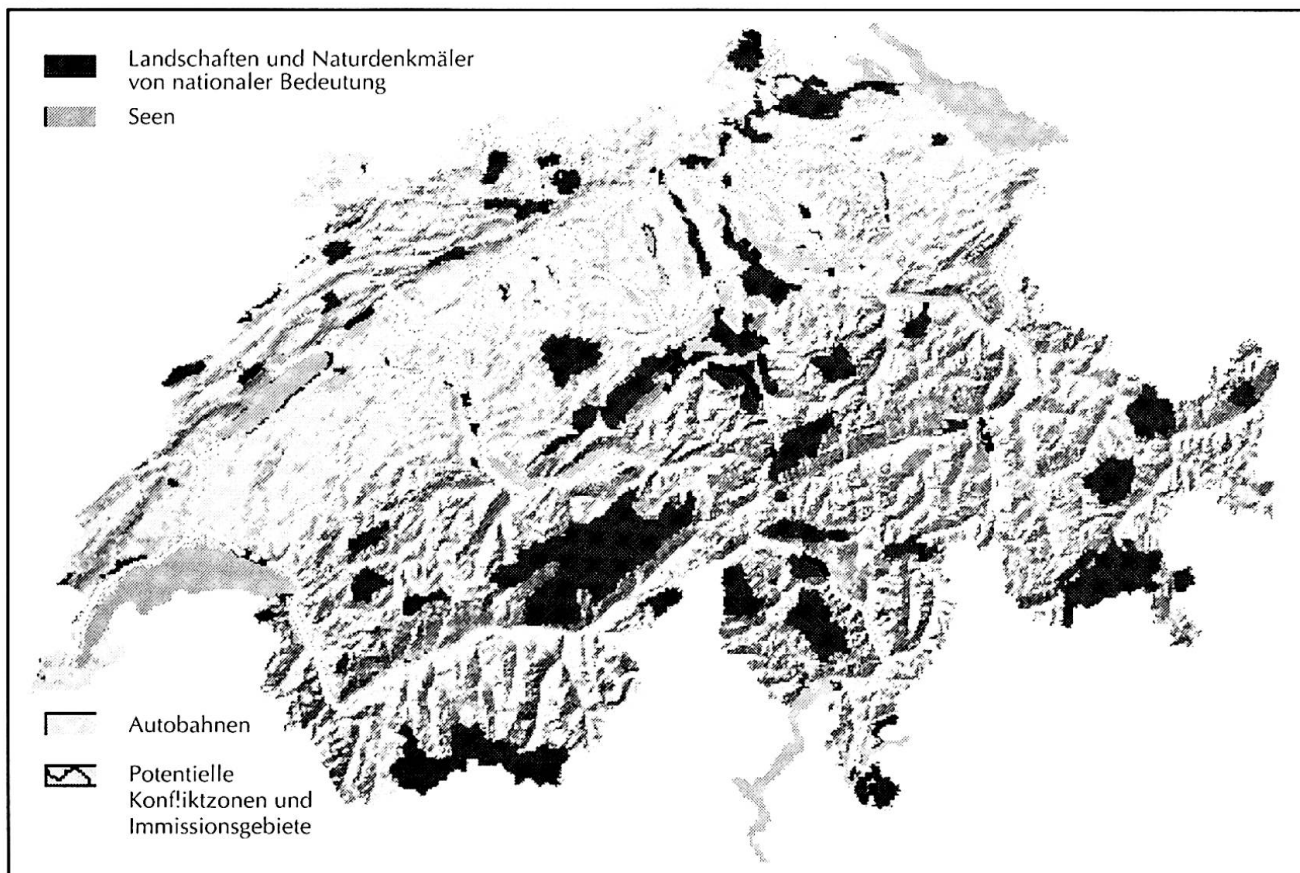 Landschaften und Naturdenkmäler
von nationaler Bedeutung
Seen
Autobahnen
Potentielle
Konfliktzonen und
Immissionsgebiete